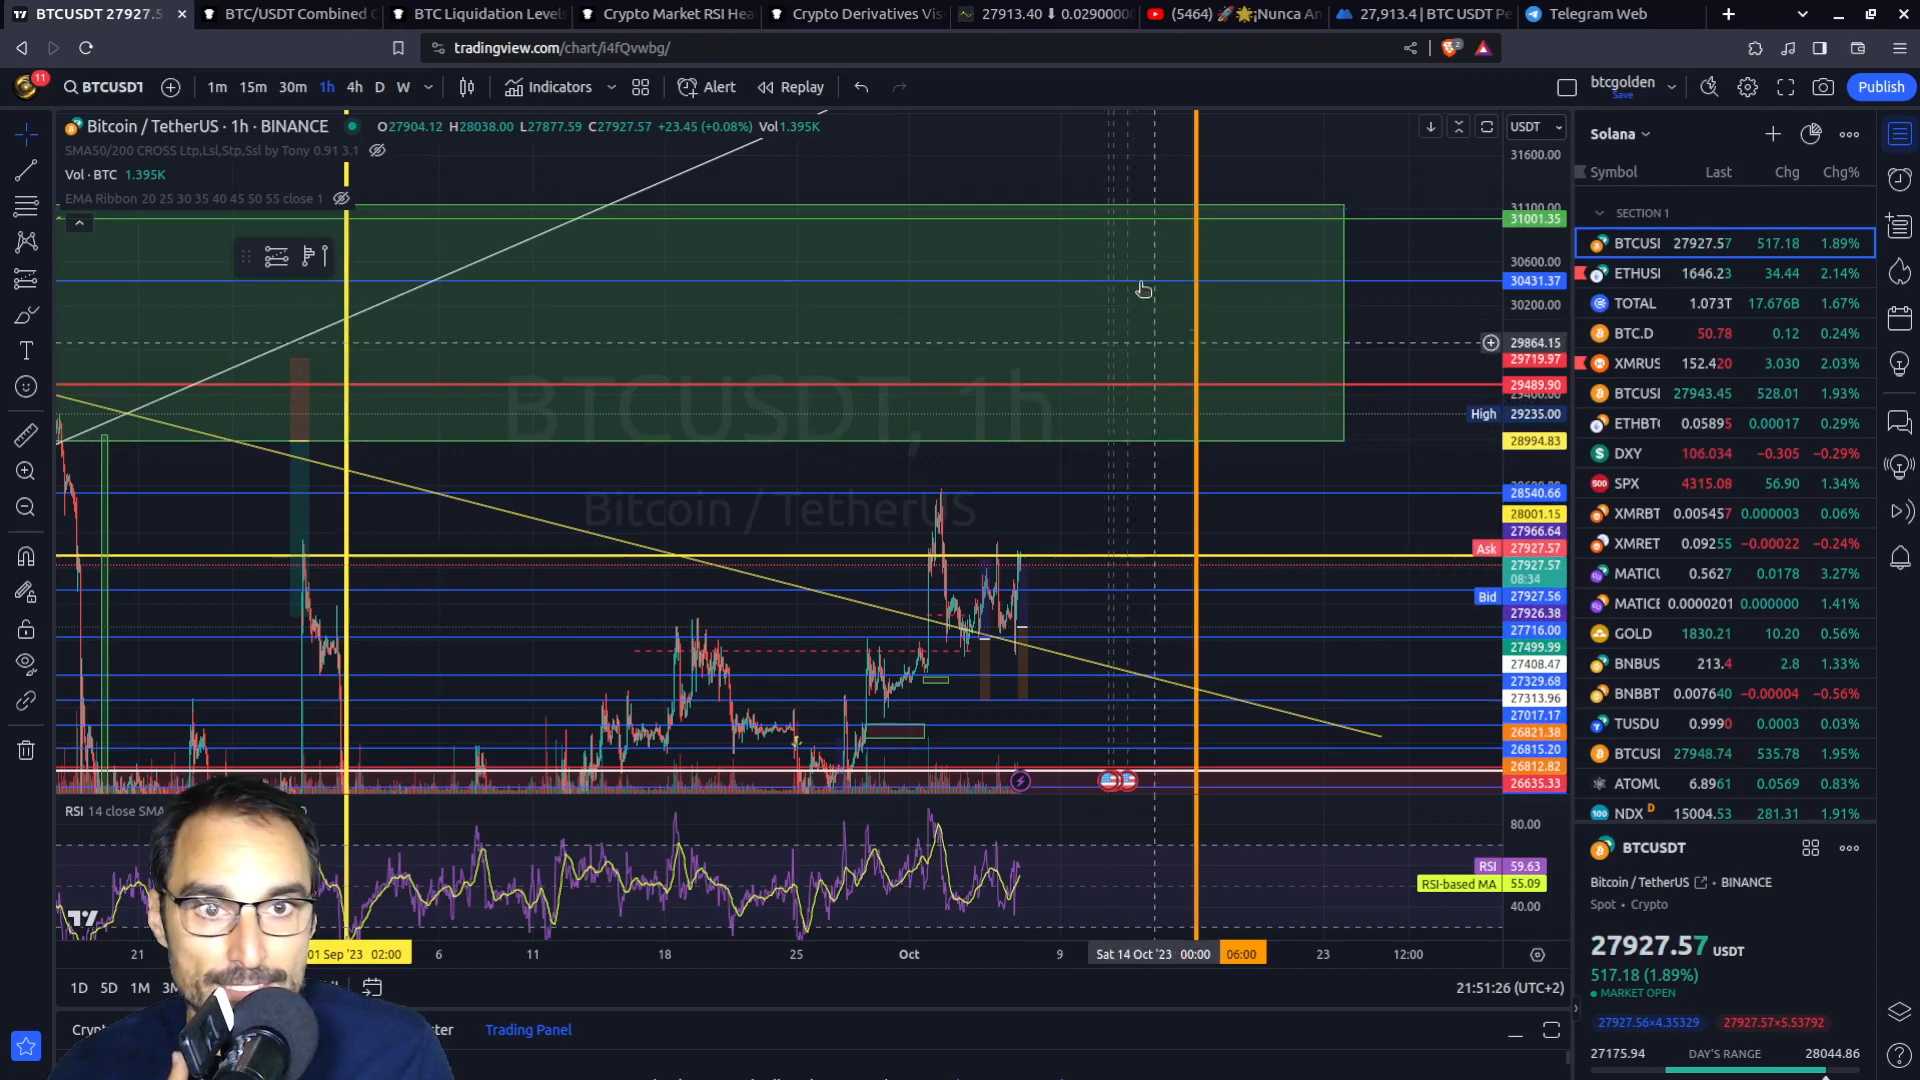 BTCUSDT 27927.5
BTC/USDT Combined
BTC Liquidation Levels
Crypto Market RSI Hea
Crypto Derivatives Vis
27913.40 ⬇ 0.02900000
(5464) 🚀🌟¡Nunca An
27,913.4 | BTC USDT Pe
Telegram Web
tradingview.com/chart/i4fQvwbg/
2
11
BTCUSDT
1m 15m 30m 1h 4h D W
Indicators
Alert
Replay
btcgolden
Save
Publish
Bitcoin / TetherUS · 1h · BINANCE
O27904.12 H28038.00 L27877.59 C27927.57 +23.45 (+0.08%) Vol1.395K
SMA50/200 CROSS Ltp,Lsl,Stp,Ssl by Tony 0.91 3.1
Vol · BTC 1.395K
EMA Ribbon 20 25 30 35 40 45 50 55 close 1
BTCUSDT, 1h
Bitcoin / TetherUS
USDT
31600.00
31100.00
31001.35
30600.00
30431.37
30200.00
29864.15
29719.97
29489.90
29400.00
High 29235.00
28994.83
28540.66
28001.15
27966.64
Ask 27927.57
27927.57
08:34
Bid 27927.56
27926.38
27716.00
27499.99
27408.47
27329.68
27313.96
27017.17
26821.38
26815.20
26812.82
26635.33
RSI 14 close SMA
80.00
RSI 59.63
RSI-based MA 55.09
40.00
21
01 Sep '23 02:00
6
11
18
25
Oct
9
Sat 14 Oct '23 00:00
06:00
23
12:00
1D 5D 1M 3M
21:51:26 (UTC+2)
Trading Panel
Solana
Symbol Last Chg Chg%
SECTION 1
BTCUSI 27927.57 517.18 1.89%
ETHUSI 1646.23 34.44 2.14%
TOTAL 1.073T 17.676B 1.67%
BTC.D 50.78 0.12 0.24%
XMRUS 152.420 3.030 2.03%
BTCUSI 27943.45 528.01 1.93%
ETHBT 0.05895 0.00017 0.29%
DXY 106.034 −0.305 −0.29%
SPX 4315.08 56.90 1.34%
XMRBT 0.005457 0.000003 0.06%
XMRET 0.09255 −0.00022 −0.24%
MATICU 0.5627 0.0178 3.27%
MATICE 0.0000201 0.000000 1.41%
GOLD 1830.21 10.20 0.56%
BNBUS 213.4 2.8 1.33%
BNBBT 0.007640 −0.00004 −0.56%
TUSDU 0.9990 0.0003 0.03%
BTCUSI 27948.74 535.78 1.95%
ATOMU 6.8961 0.0569 0.83%
NDX D 15004.53 281.31 1.91%
BTCUSDT
Bitcoin / TetherUS • BINANCE
Spot • Crypto
27927.57 USDT
517.18 (1.89%)
MARKET OPEN
27927.56×4.35329 27927.57×5.53792
27175.94 DAY'S RANGE 28044.86